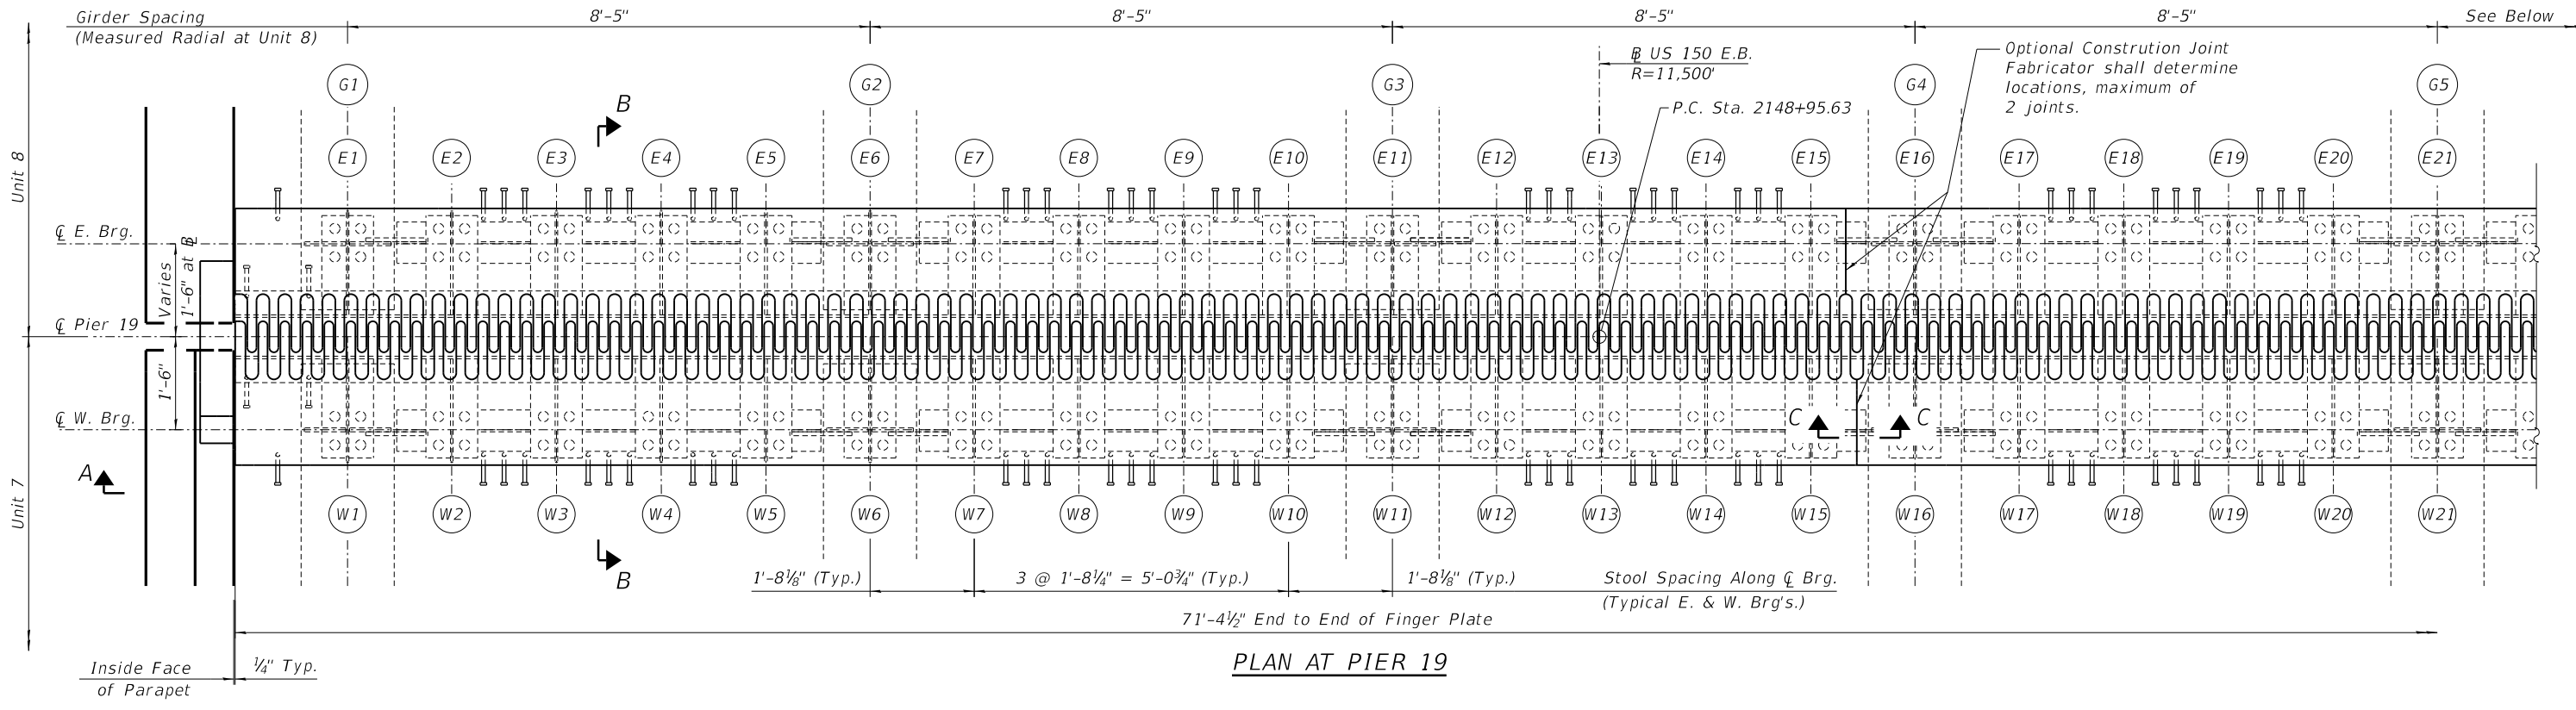 Girder Spacing
(Measured Radial at Unit 8)
8'-5"
8'-5"
8'-5"
8'-5"
See Below
℄ US 150 E.B.
R=11,500'
P.C. Sta. 2148+95.63
Optional Constrution Joint
Fabricator shall determine
locations, maximum of
2 joints.
G1
G2
G3
G4
G5
B
E1 E2 E3 E4 E5 E6 E7 E8 E9 E10 E11 E12 E13 E14 E15 E16 E17 E18 E19 E20 E21
Unit 8
℄ E. Brg.
Varies
1'-6" at ℄
℄ Pier 19
1'-6"
℄ W. Brg.
C
C
A
Unit 7
W1 W2 W3 W4 W5 W6 W7 W8 W9 W10 W11 W12 W13 W14 W15 W16 W17 W18 W19 W20 W21
B
1'-8⅛" (Typ.)
3 @ 1'-8¼" = 5'-0¾" (Typ.)
1'-8⅛" (Typ.)
Stool Spacing Along ℄ Brg.
(Typical E. & W. Brg's.)
71'-4½" End to End of Finger Plate
Inside Face
of Parapet
¼" Typ.
PLAN AT PIER 19